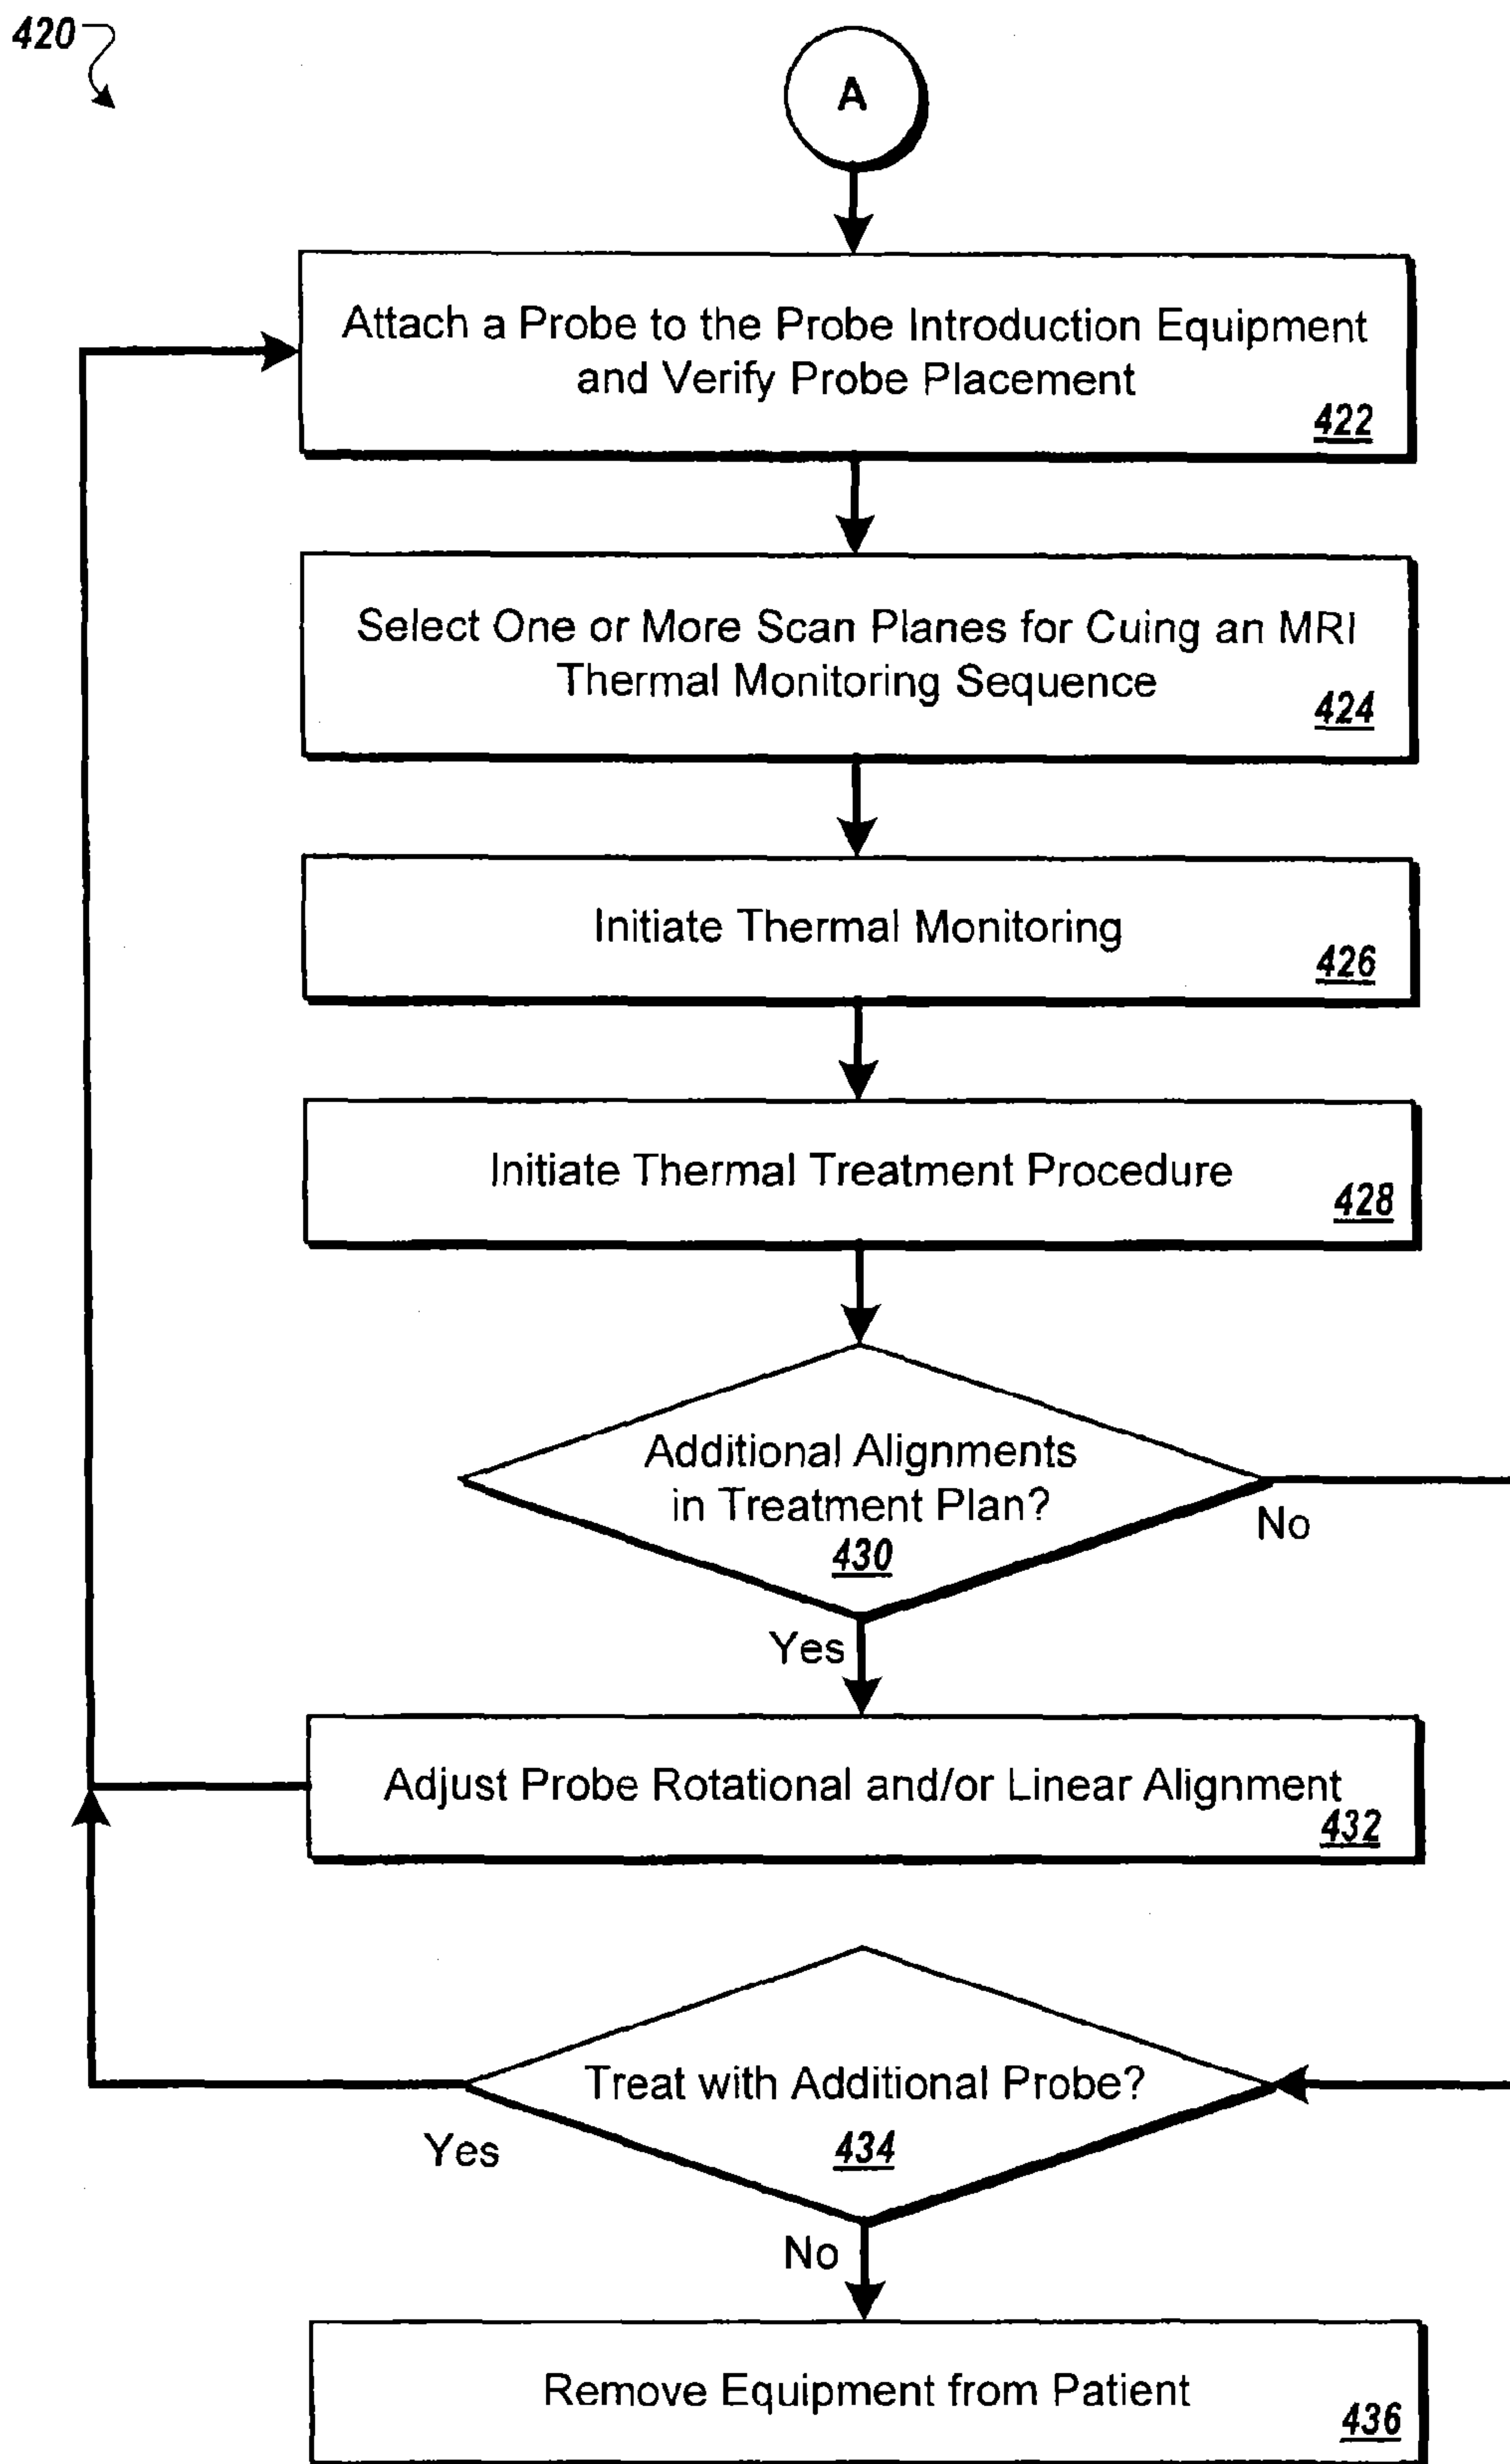 420
A
Attach a Probe to the Probe Introduction Equipment
and Verify Probe Placement
422
Select One or More Scan Planes for Cuing an MRI
Thermal Monitoring Sequence
424
Initiate Thermal Monitoring
426
Initiate Thermal Treatment Procedure
428
Additional Alignments
in Treatment Plan?
430
No
Yes
Adjust Probe Rotational and/or Linear Alignment
432
Treat with Additional Probe?
434
Yes
No
Remove Equipment from Patient
436